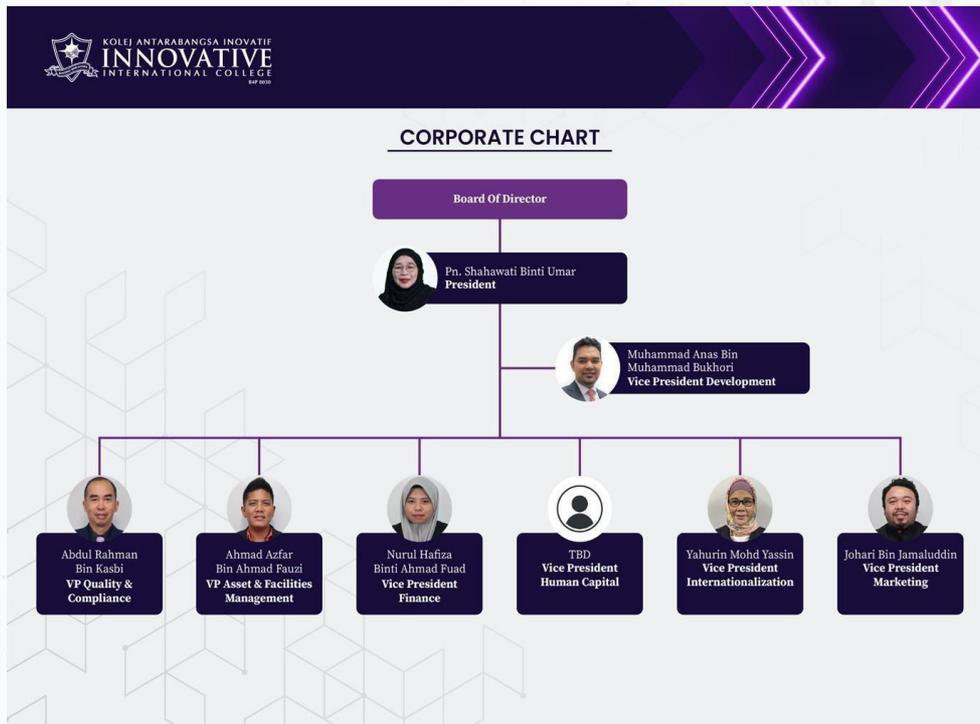 KOLEJ ANTARABANGSA INOVATIF
INNOVATIVE
INTERNATIONAL COLLEGE
CORPORATE CHART
Board Of Director
Pn. Shahawati Binti Umar
President
Muhammad Anas Bin
Muhammad Bukhori
Vice President Development
Abdul Rahman
Bin Kasbi
VP Quality &
Compliance
Ahmad Azfar
Bin Ahmad Fauzi
VP Asset & Facilities
Management
Nurul Hafiza
Binti Ahmad Fuad
Vice President
Finance
TBD
Vice President
Human Capital
Yahurin Mohd Yassin
Vice President
Internationalization
Johari Bin Jamaluddin
Vice President
Marketing